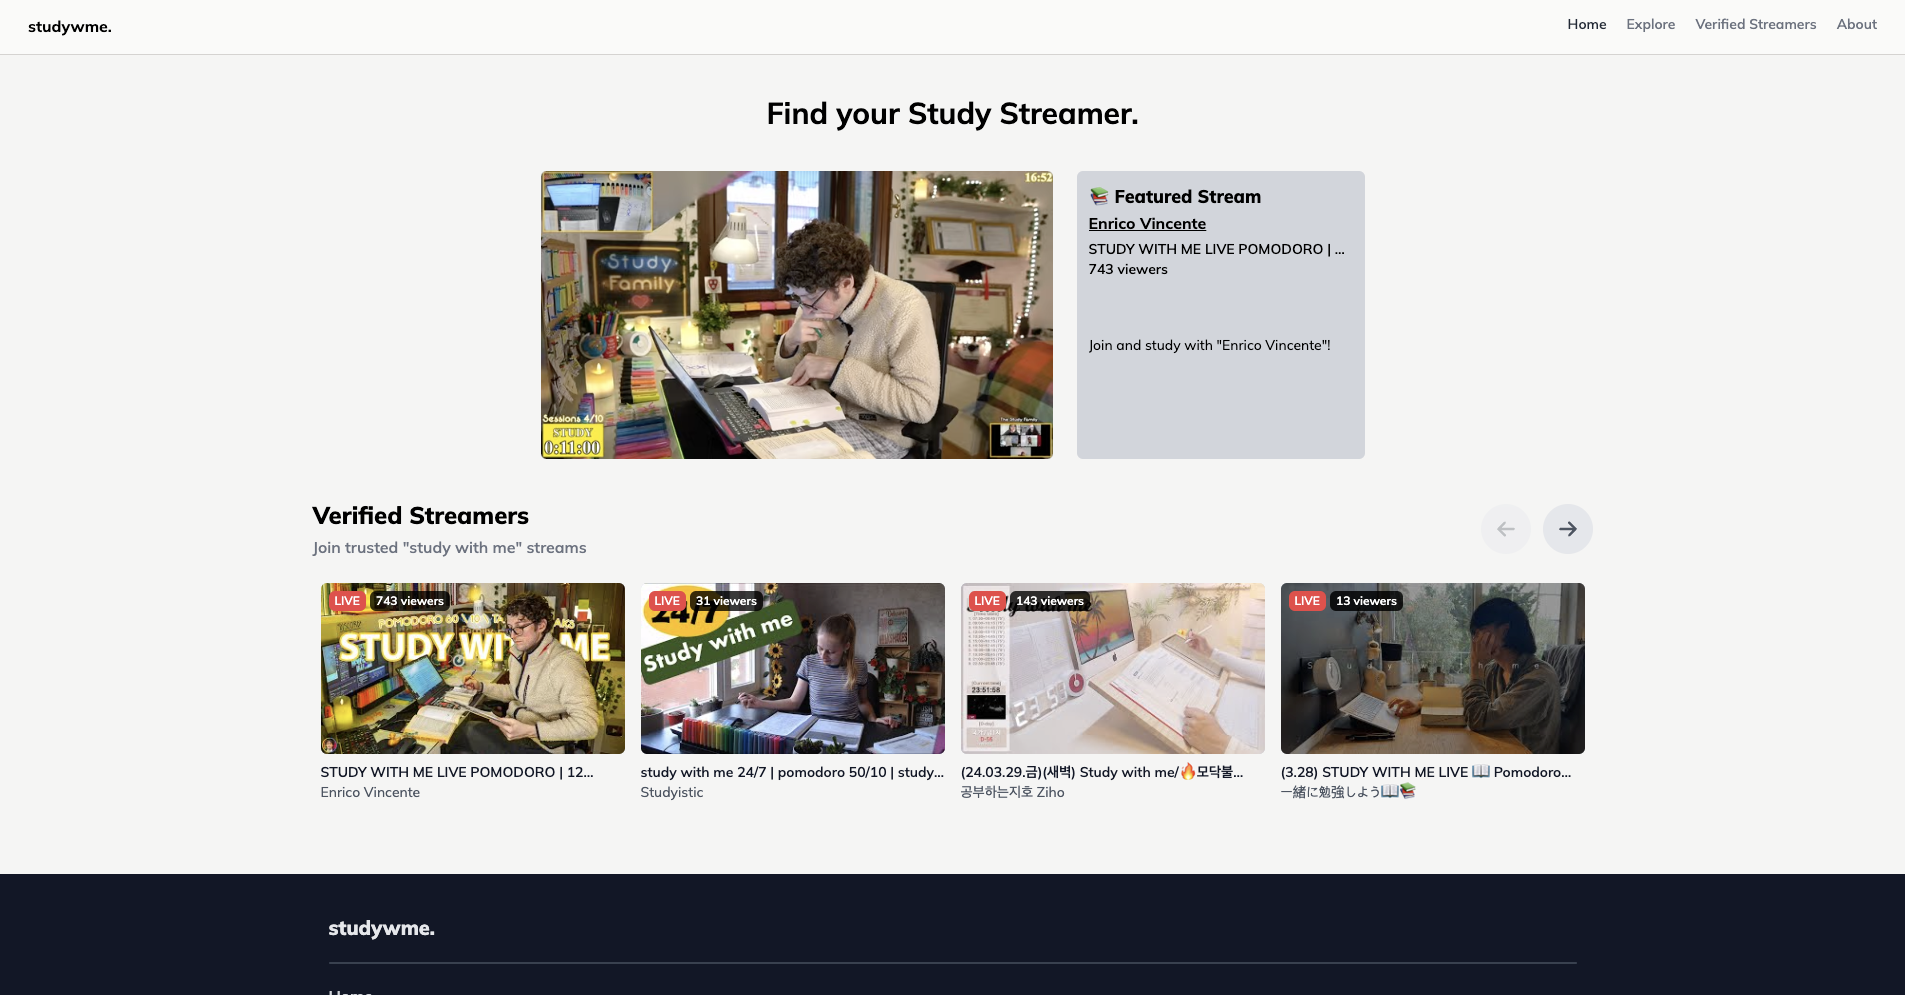 studywme.
Home
Explore
Verified Streamers
About
Find your Study Streamer.
16:52
Study
Family
Sessions 4/10
STUDY
0:11:00
The Study Family
📚 Featured Stream
Enrico Vincente
STUDY WITH ME LIVE POMODORO | ...
743 viewers
Join and study with "Enrico Vincente"!
Verified Streamers
Join trusted "study with me" streams
LIVE
743 viewers
STUDY WI
ME
STUDY WITH ME LIVE POMODORO | 12...
Enrico Vincente
LIVE
31 viewers
24/7
Study with me
study with me 24/7 | pomodoro 50/10 | study...
Studyistic
LIVE
143 viewers
23:51:58
(24.03.29.금)(새벽) Study with me/🔥모닥불...
공부하는지호 Ziho
LIVE
13 viewers
(3.28) STUDY WITH ME LIVE 📖 Pomodoro...
一緒に勉強しよう📖📚
studywme.